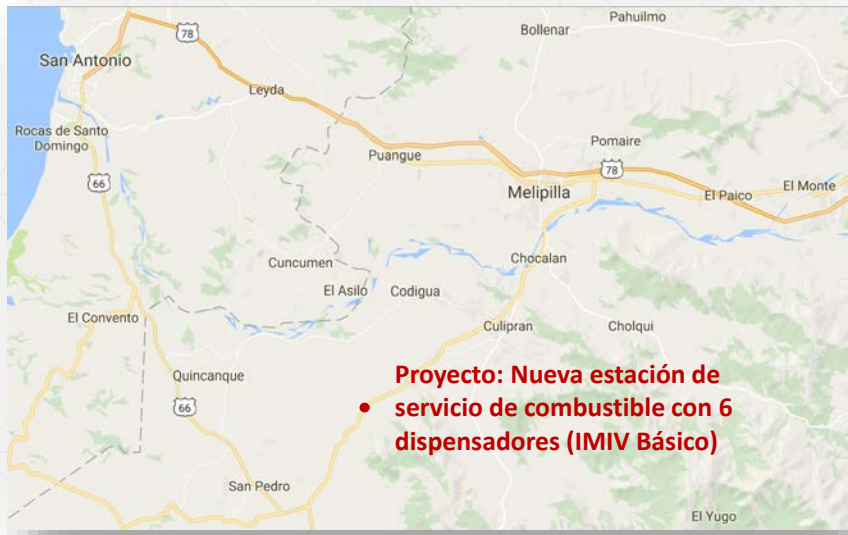 Pahuilmo
Bollenar
78
San Antonio
Leyda
Rocas de Santo
Domingo
Pomaire
Puangue
78
66
Melipilla
El Monte
El Paico
Cuncumen
Chocalan
El Asilo
Codigua
El Convento
Culipran
Cholqui
Quincanque
66
Proyecto: Nueva estación de
servicio de combustible con 6
dispensadores (IMIV Básico)
San Pedro
El Yugo